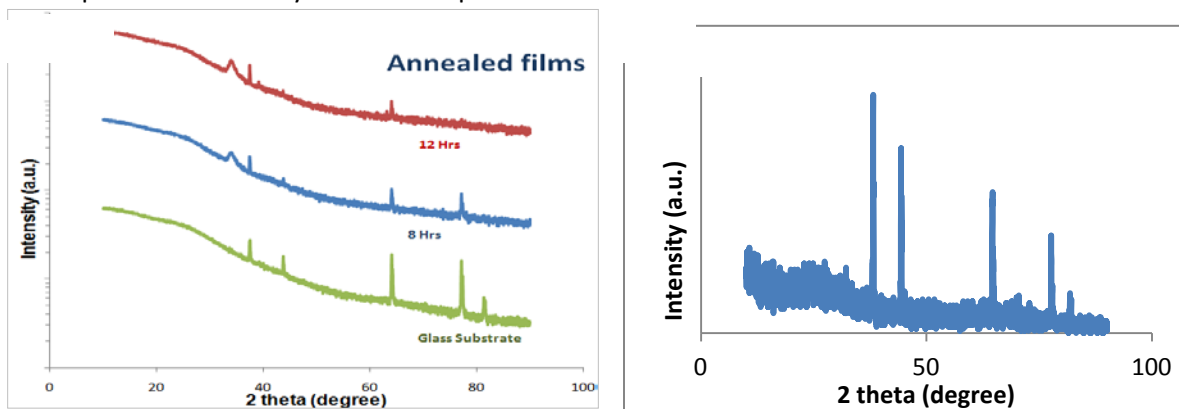 Annealed films
12 Hrs
8 Hrs
Glass Substrate
Intensity (a.u.)
0 20 40 60 80 100
2 theta (degree)
Intensity (a.u.)
0 50 100
2 theta (degree)